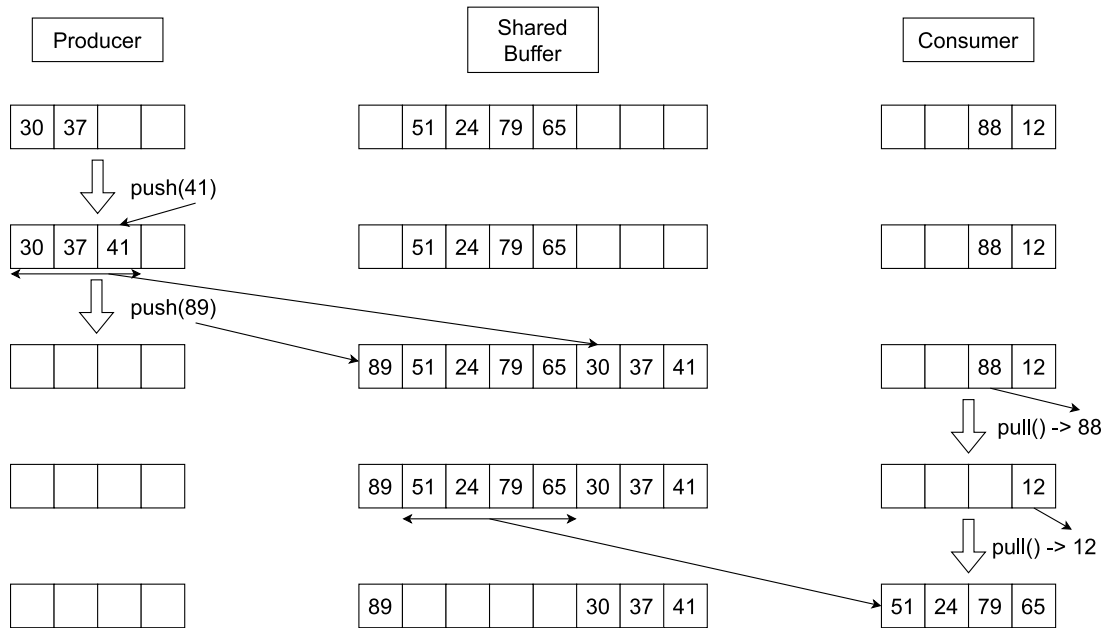 Producer
Shared
Buffer
Consumer
30 37 51 24 79 65 88 12
push(41)
30 37 41 51 24 79 65 88 12
push(89)
89 51 24 79 65 30 37 41 88 12
pull() -> 88
89 51 24 79 65 30 37 41 12
pull() -> 12
89 30 37 41 51 24 79 65